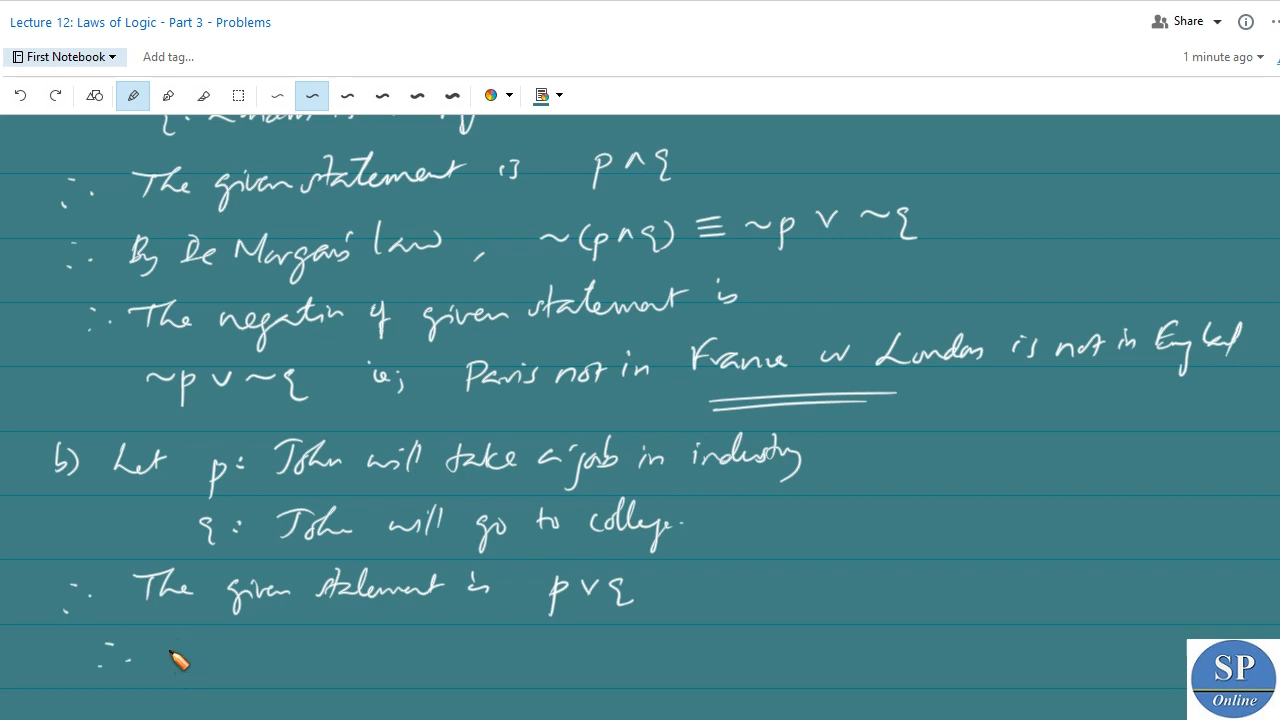 Lecture 12: Laws of Logic - Part 3 - Problems
Share
First Notebook
Add tag...
1 minute ago
∴ The given statement is p ∧ q
∴ By De Morgan's law, ~(p ∧ q) ≡ ~p ∨ ~q
∴ The negatin of given statement is
~p ∨ ~q ie; Paris not in France or London is not in England
b) Let p: John will take a job in industry
q: John will go to college.
∴ The given statement is p ∨ q
∴
SP
Online